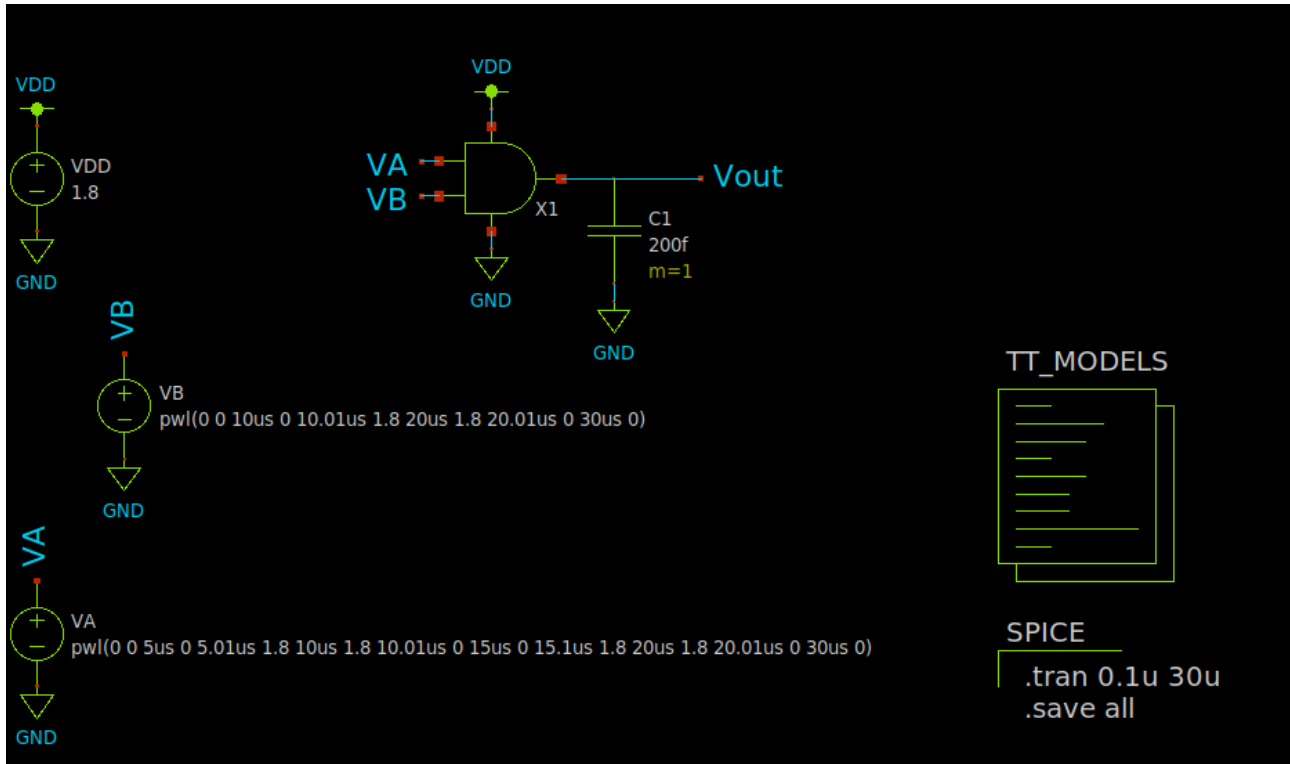 VDD
VDD
1.8
GND
VDD
VA
VB
X1
GND
Vout
C1
200f
m=1
GND
VB
VB
pwl(0 0 10us 0 10.01us 1.8 20us 1.8 20.01us 0 30us 0)
GND
VA
VA
pwl(0 0 5us 0 5.01us 1.8 10us 1.8 10.01us 0 15us 0 15.1us 1.8 20us 1.8 20.01us 0 30us 0)
GND
TT_MODELS
SPICE
.tran 0.1u 30u
.save all